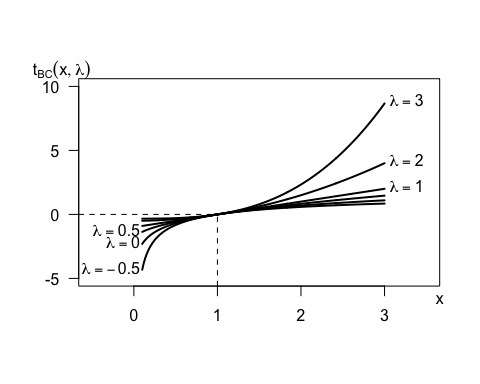 t_BC(x, λ)
10
λ = 3
λ = 2
5
λ = 1
0
λ = 0.5
λ = 0
λ = − 0.5
-5
x
0 1 2 3